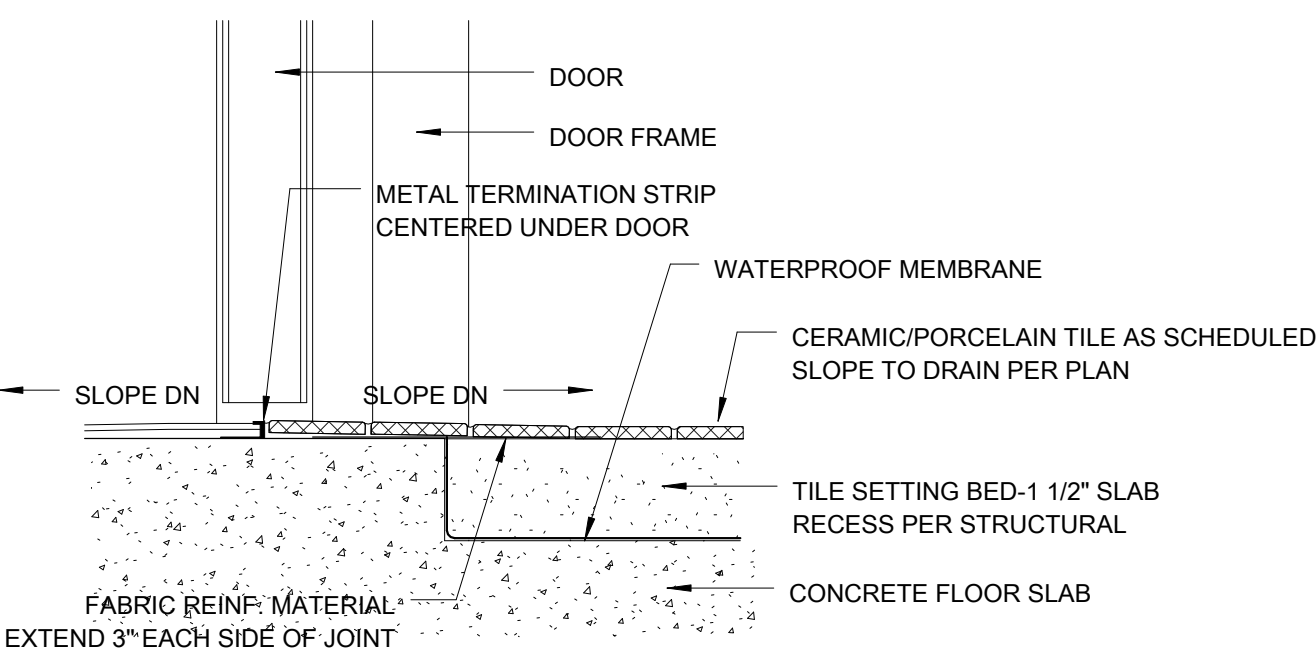 DOOR
DOOR FRAME
METAL TERMINATION STRIP
CENTERED UNDER DOOR
WATERPROOF MEMBRANE
CERAMIC/PORCELAIN TILE AS SCHEDULED
SLOPE TO DRAIN PER PLAN
SLOPE DN
SLOPE DN
TILE SETTING BED-1 1/2" SLAB
RECESS PER STRUCTURAL
CONCRETE FLOOR SLAB
FABRIC REINF. MATERIAL
EXTEND 3" EACH SIDE OF JOINT